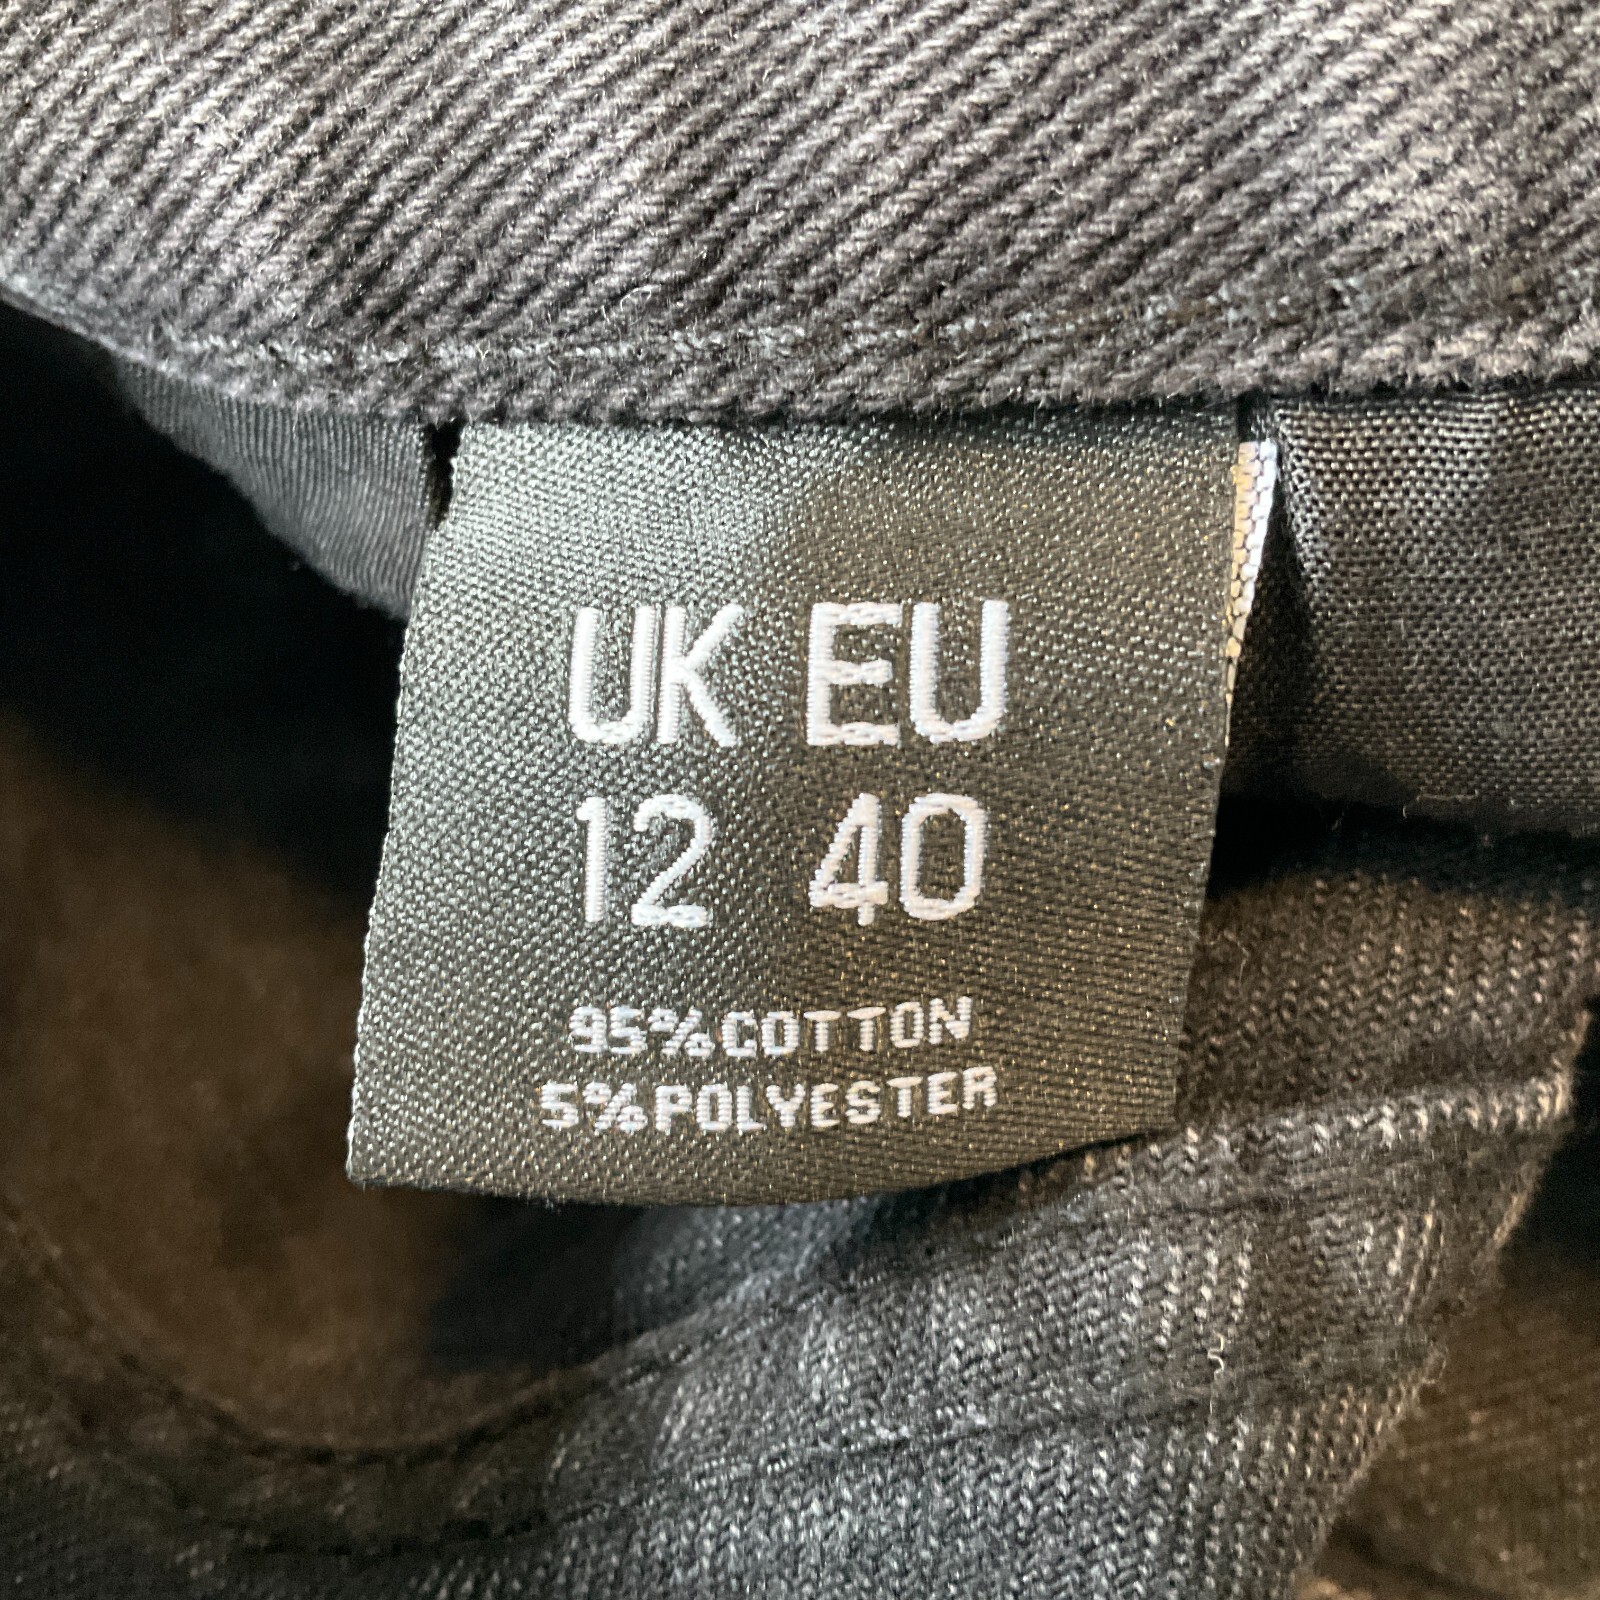 UK EU
12 40
95%COTTON
5%POLYESTER